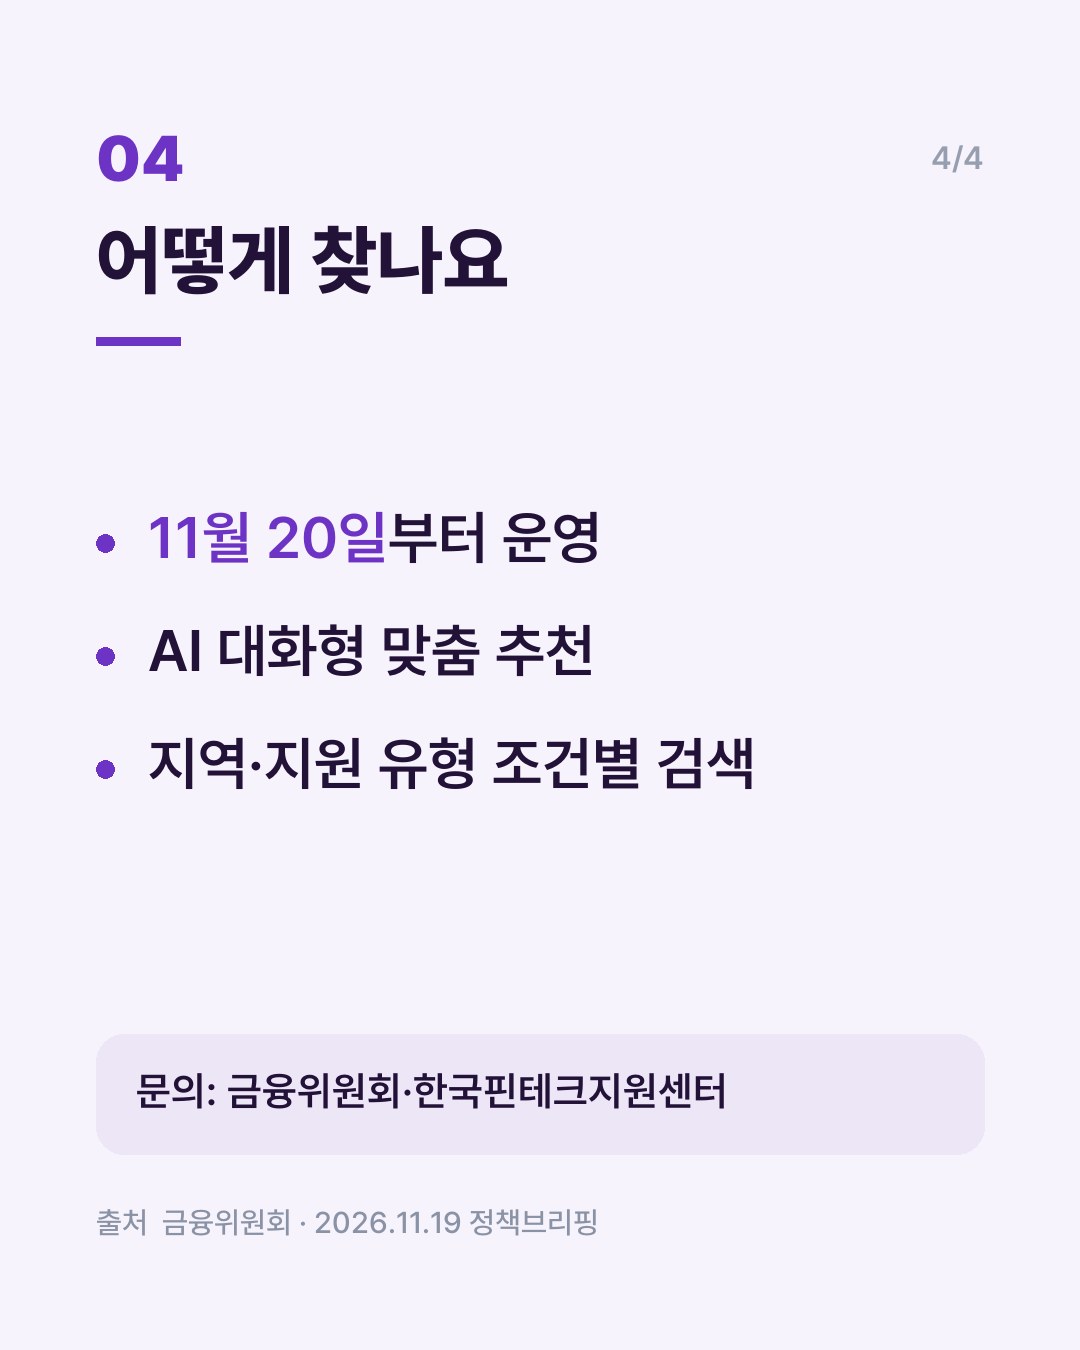 04
4/4
어떻게 찾나요
11월 20일부터 운영
AI 대화형 맞춤 추천
지역·지원 유형 조건별 검색
문의: 금융위원회·한국핀테크지원센터
출처 금융위원회 · 2026.11.19 정책브리핑